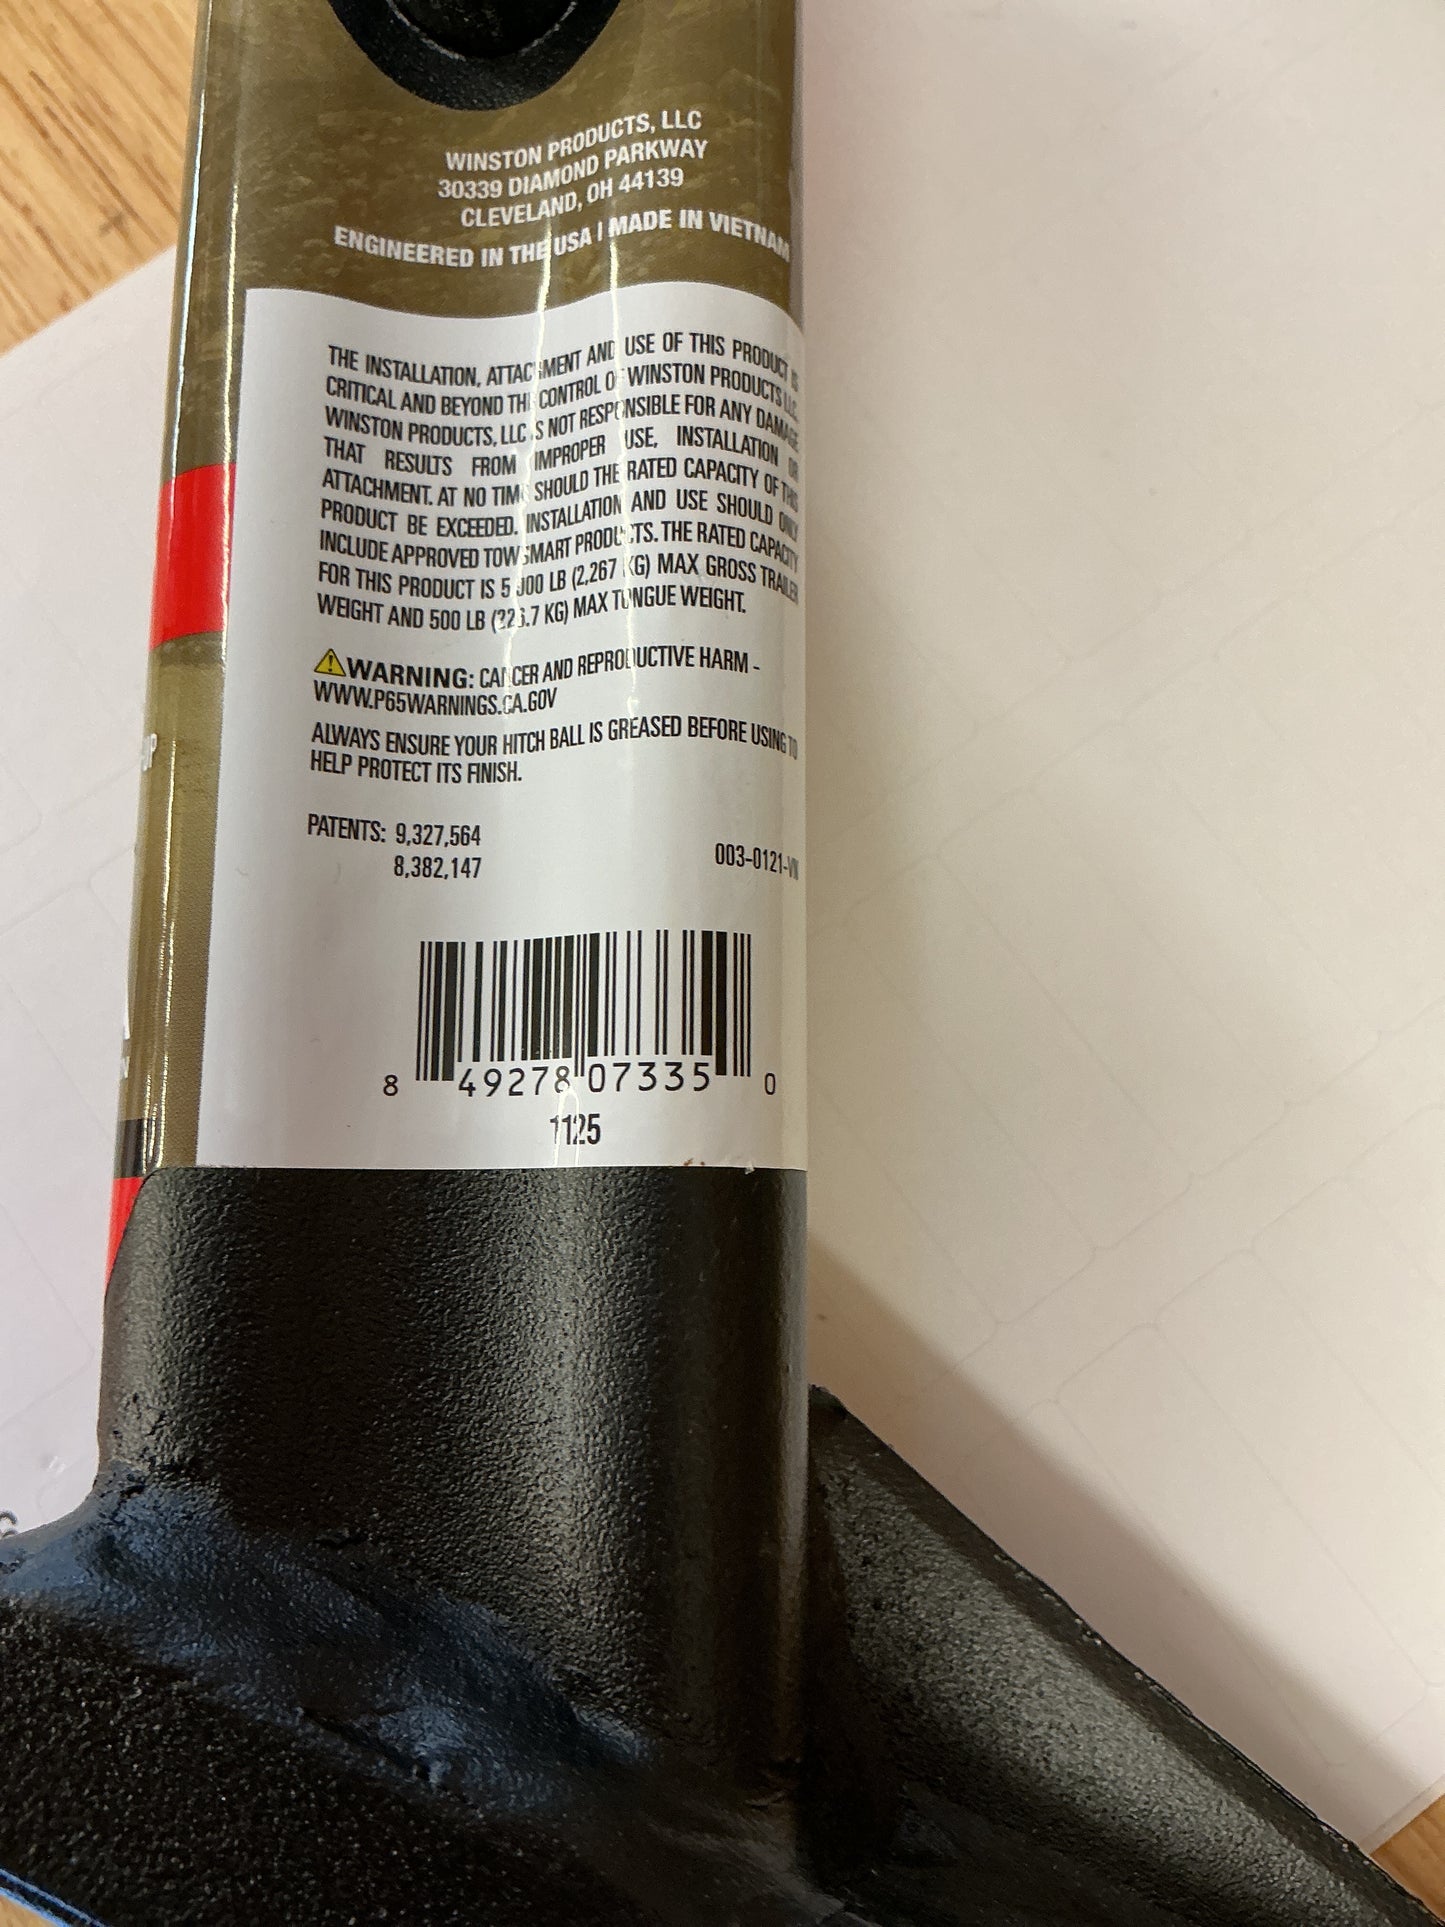 WINSTON PRODUCTS, LLC
30339 DIAMOND PARKWAY
CLEVELAND, OH 44139
ENGINEERED IN THE USA | MADE IN VIETNAM
THE INSTALLATION, ATTACHMENT AND USE OF THIS PRODUCT IS
CRITICAL AND BEYOND THE CONTROL OF WINSTON PRODUCTS LLC.
WINSTON PRODUCTS, LLC IS NOT RESPONSIBLE FOR ANY DAMAGE
THAT RESULTS FROM IMPROPER USE, INSTALLATION OR
ATTACHMENT. AT NO TIME SHOULD THE RATED CAPACITY OF THIS
PRODUCT BE EXCEEDED. INSTALLATION AND USE SHOULD ONLY
INCLUDE APPROVED TOWSMART PRODUCTS. THE RATED CAPACITY
FOR THIS PRODUCT IS 5,000 LB (2,267 KG) MAX GROSS TRAILER
WEIGHT AND 500 LB (226.7 KG) MAX TONGUE WEIGHT.
WARNING: CANCER AND REPRODUCTIVE HARM -
WWW.P65WARNINGS.CA.GOV
ALWAYS ENSURE YOUR HITCH BALL IS GREASED BEFORE USING TO
HELP PROTECT ITS FINISH.
PATENTS: 9,327,564
8,382,147
003-0121-VN
8 49278 07335 0
1125